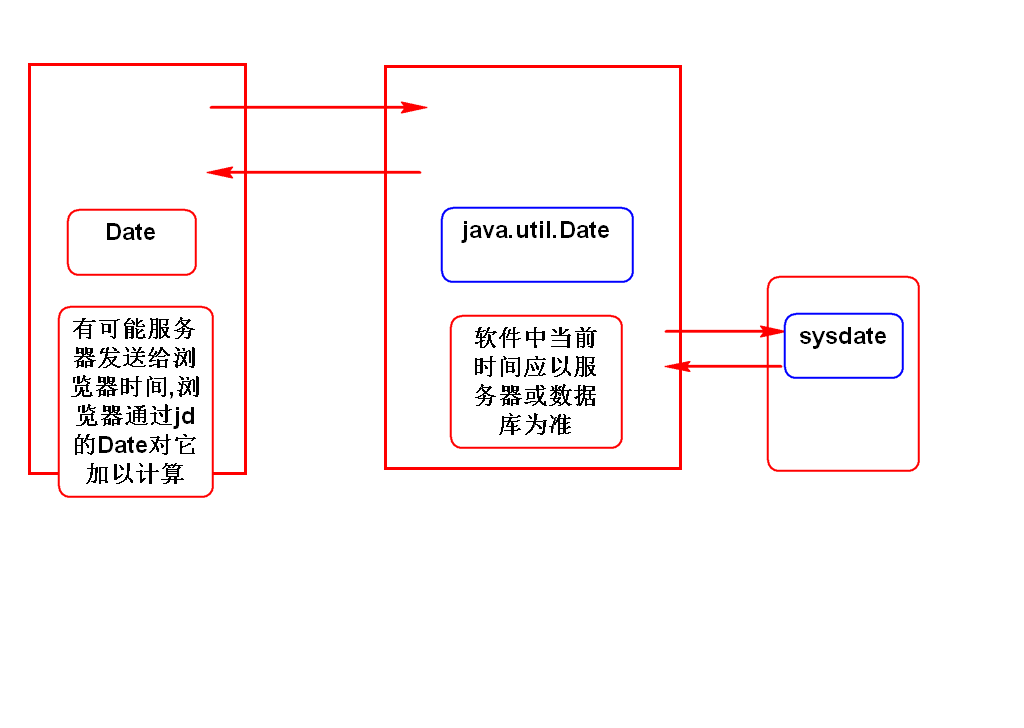 Date
有可能服务
器发送给浏
览器时间,浏
览器通过jd
的Date对它
加以计算
java.util.Date
软件中当前
时间应以服
务器或数据
库为准
sysdate